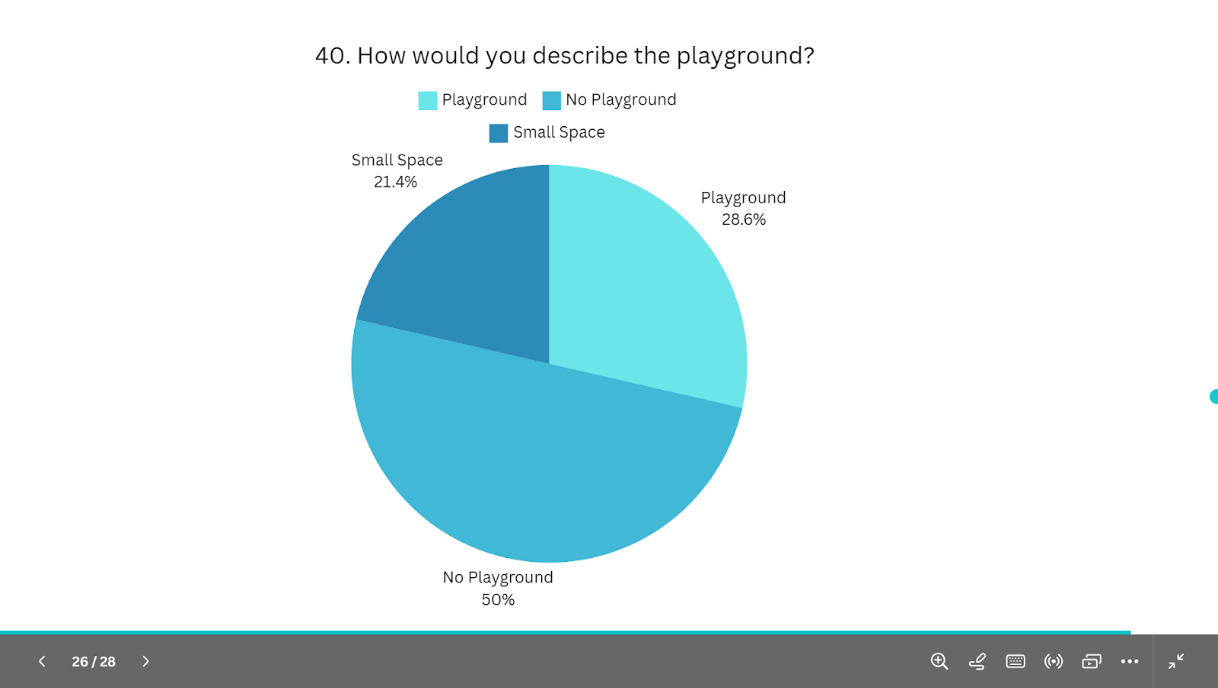 40. How would you describe the playground?
Playground No Playground
Small Space
Small Space
21.4%
Playground
28.6%
No Playground
50%
26 / 28